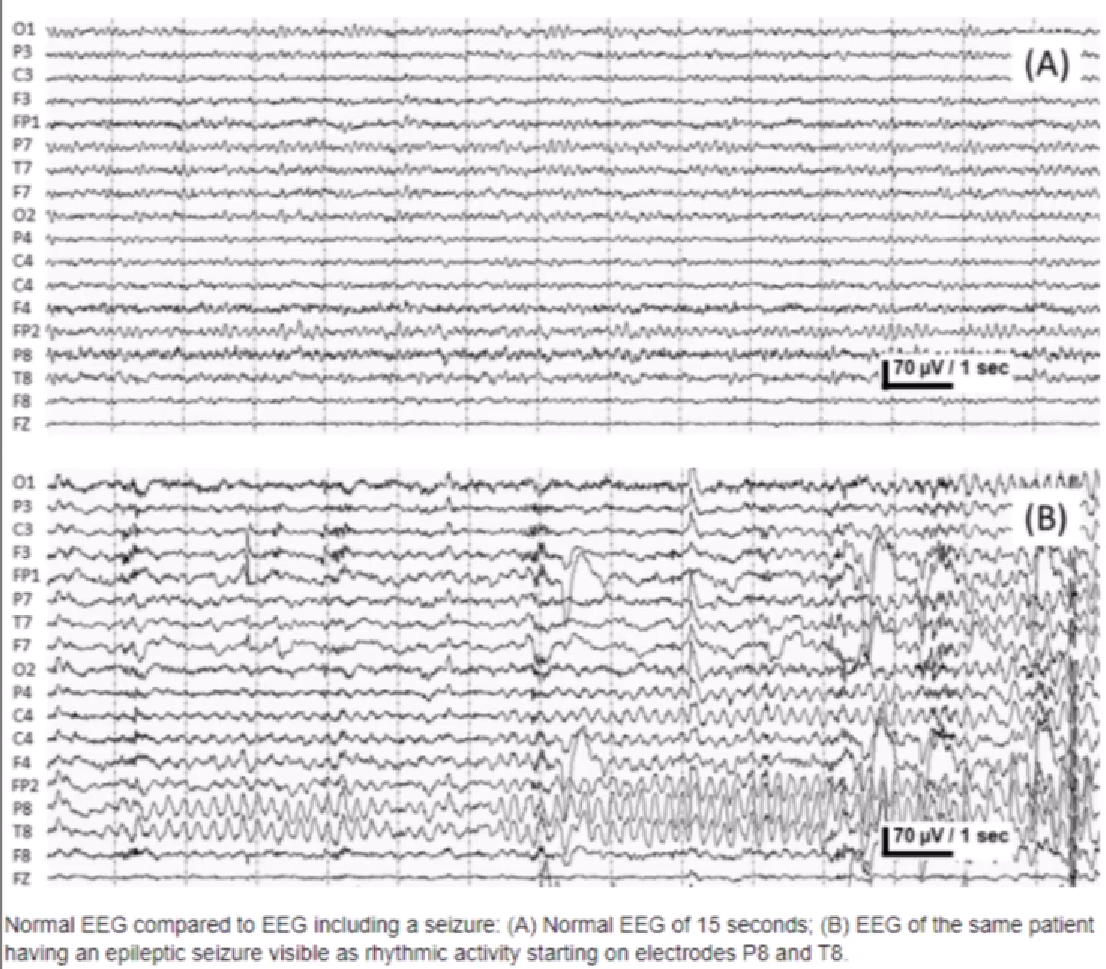 O1
P3
C3
F3
FP1
P7
T7
F7
O2
P4
C4
C4
F4
FP2
P8
T8
F8
FZ
(A)
70 µV / 1 sec
O1
P3
C3
F3
FP1
P7
T7
F7
O2
P4
C4
C4
F4
FP2
P8
T8
F8
FZ
(B)
70 µV / 1 sec
Normal EEG compared to EEG including a seizure: (A) Normal EEG of 15 seconds; (B) EEG of the same patient
having an epileptic seizure visible as rhythmic activity starting on electrodes P8 and T8.